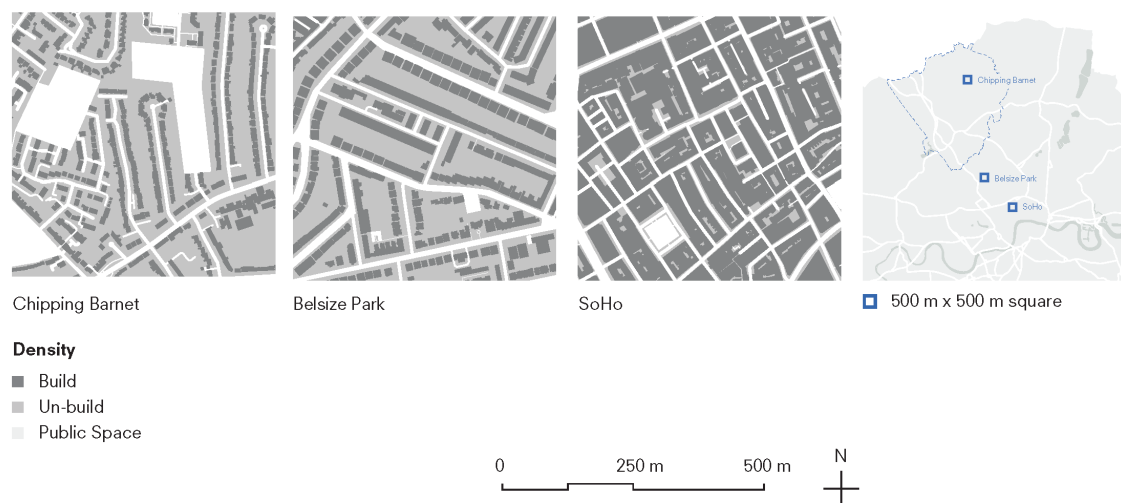 Chipping Barnet
Belsize Park
SoHo
Chipping Barnet
Belsize Park
SoHo
500 m x 500 m square
Density
Build
Un-build
Public Space
0 250 m 500 m
N